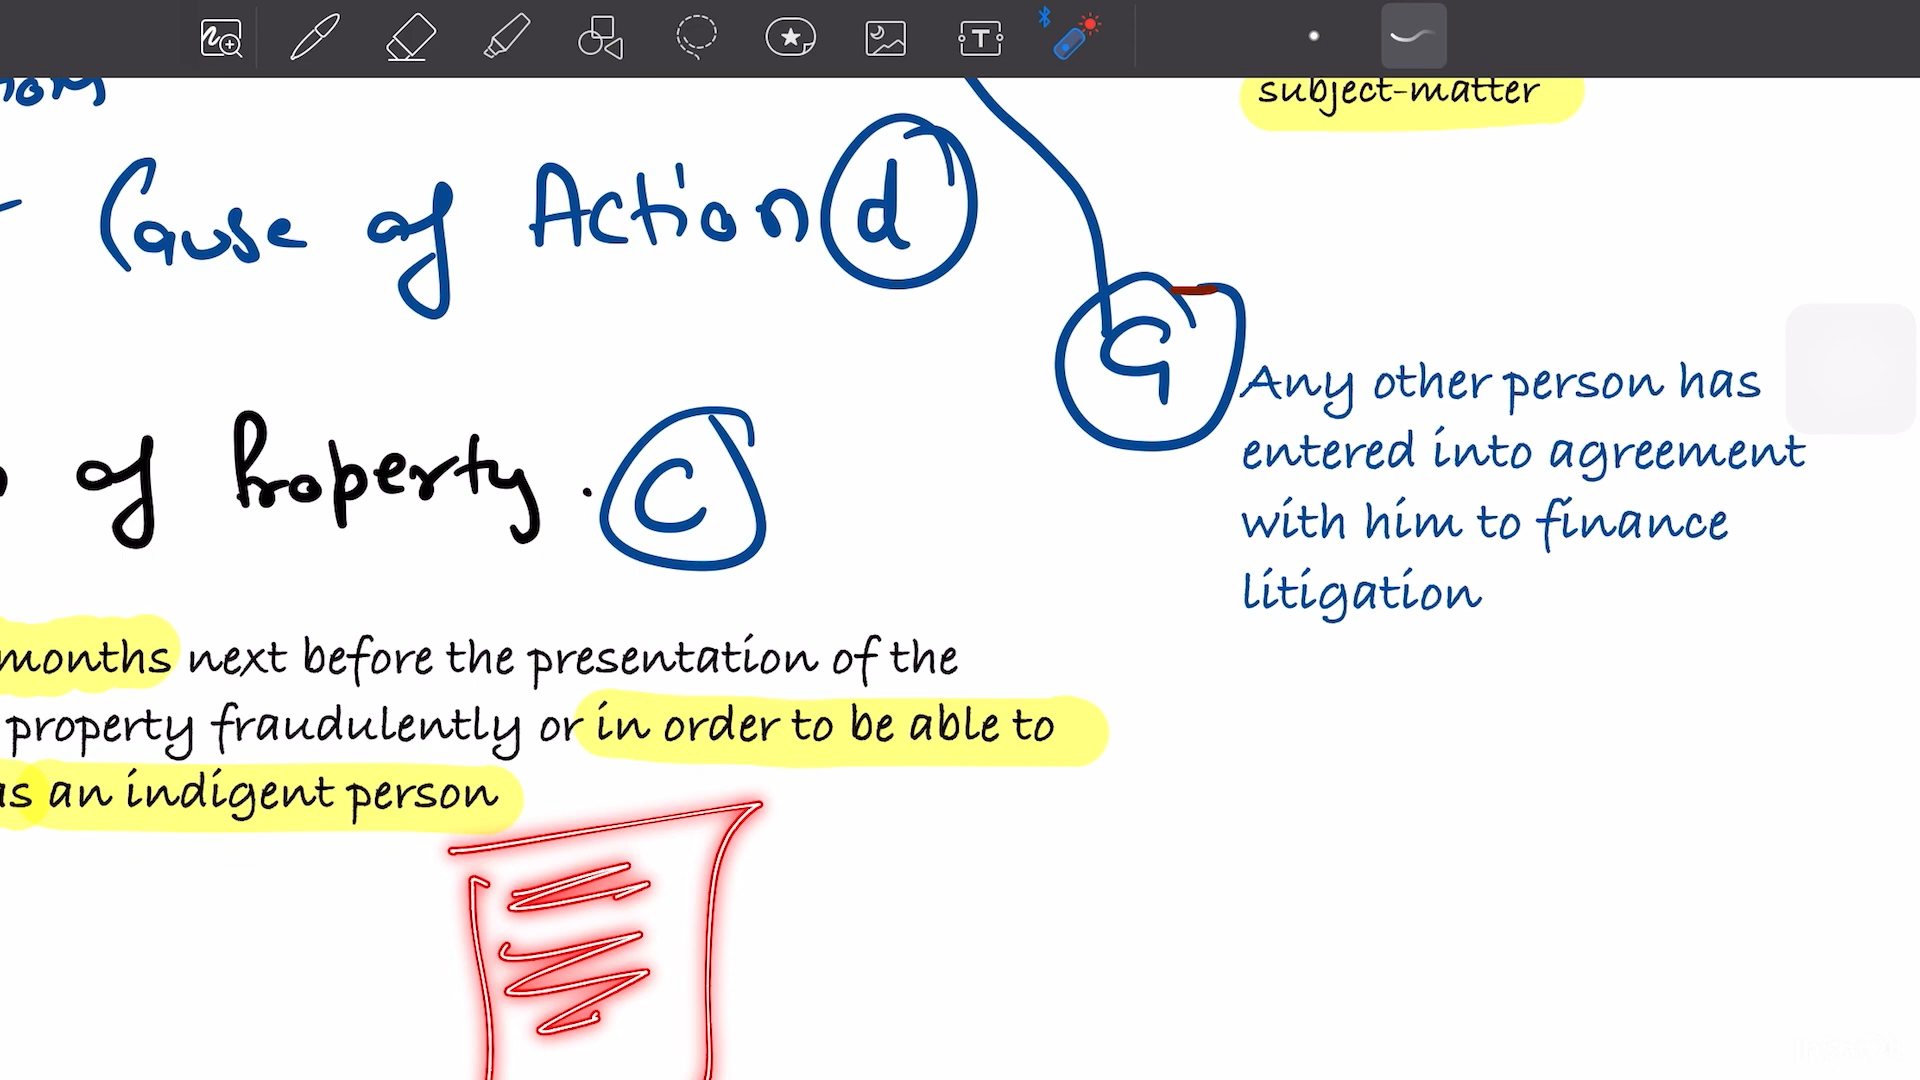 subject-matter
Cause of Action d
G
Any other person has
entered into agreement
with him to finance
litigation
of Property. C
months next before the presentation of the
property fraudulently or in order to be able to
as an indigent person